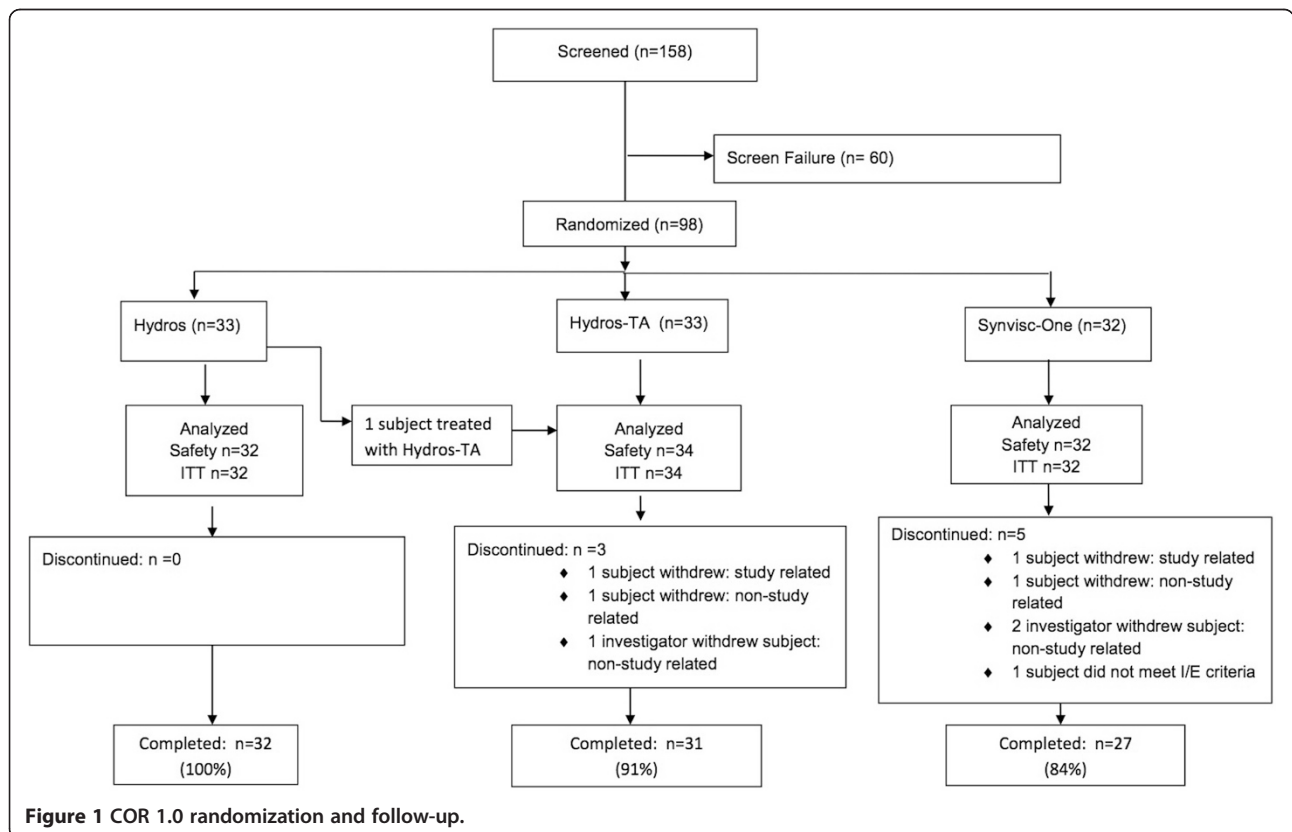 Screened (n=158)
Screen Failure (n= 60)
Randomized (n=98)
Hydros (n=33)
Hydros-TA (n=33)
Synvisc-One (n=32)
1 subject treated
with Hydros-TA
Analyzed
Safety n=32
ITT n=32
Analyzed
Safety n=34
ITT n=34
Analyzed
Safety n=32
ITT n=32
Discontinued: n =0
Discontinued: n =3
♦ 1 subject withdrew: study related
♦ 1 subject withdrew: non-study
related
♦ 1 investigator withdrew subject:
non-study related
Discontinued: n=5
♦ 1 subject withdrew: study related
♦ 1 subject withdrew: non-study
related
♦ 2 investigator withdrew subject:
non-study related
♦ 1 subject did not meet I/E criteria
Completed: n=32
(100%)
Completed: n=31
(91%)
Completed: n=27
(84%)
Figure 1 COR 1.0 randomization and follow-up.